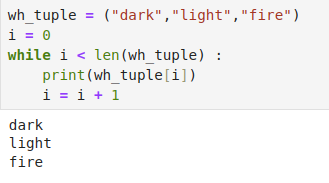 wh_tuple = ("dark","light","fire")
i = 0
while i < len(wh_tuple) :
    print(wh_tuple[i])
    i = i + 1
dark
light
fire